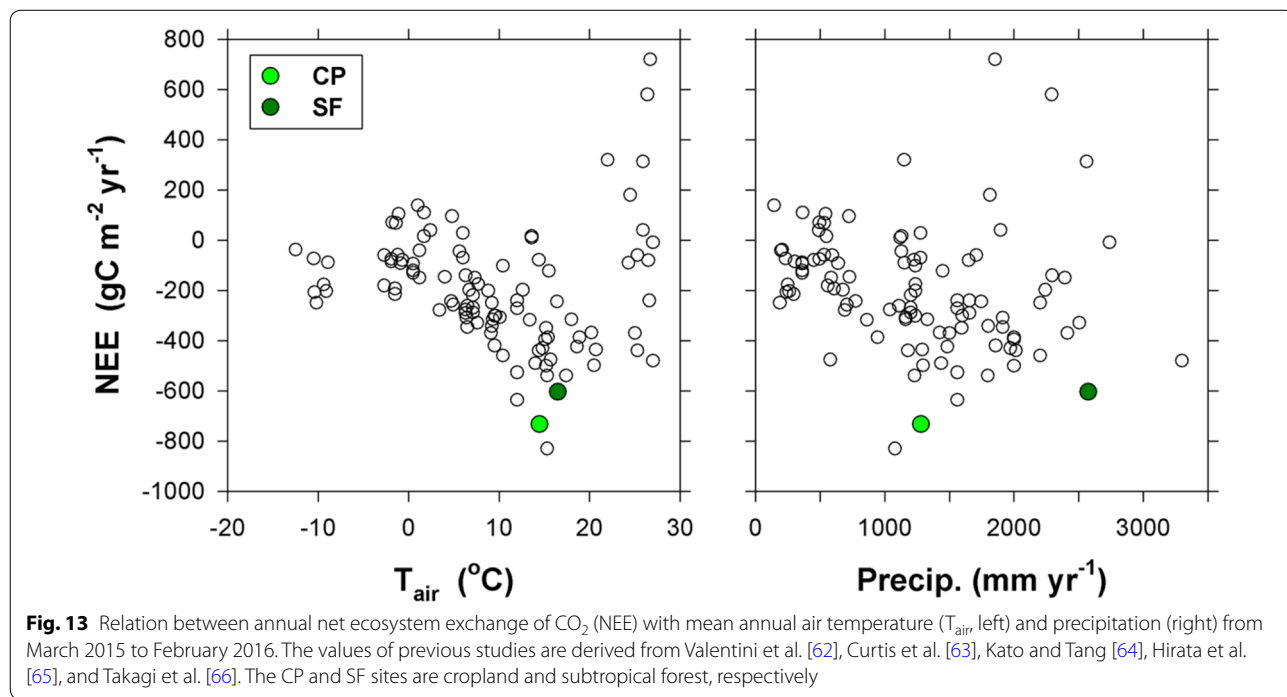 800
600
400
200
0
-200
-400
-600
-800
-1000
NEE (gC m-2 yr-1)
CP
SF
-20 -10 0 10 20 30
0 1000 2000 3000
Tair (oC)
Precip. (mm yr-1)
Fig. 13 Relation between annual net ecosystem exchange of CO2 (NEE) with mean annual air temperature (Tair, left) and precipitation (right) from
March 2015 to February 2016. The values of previous studies are derived from Valentini et al. [62], Curtis et al. [63], Kato and Tang [64], Hirata et al.
[65], and Takagi et al. [66]. The CP and SF sites are cropland and subtropical forest, respectively